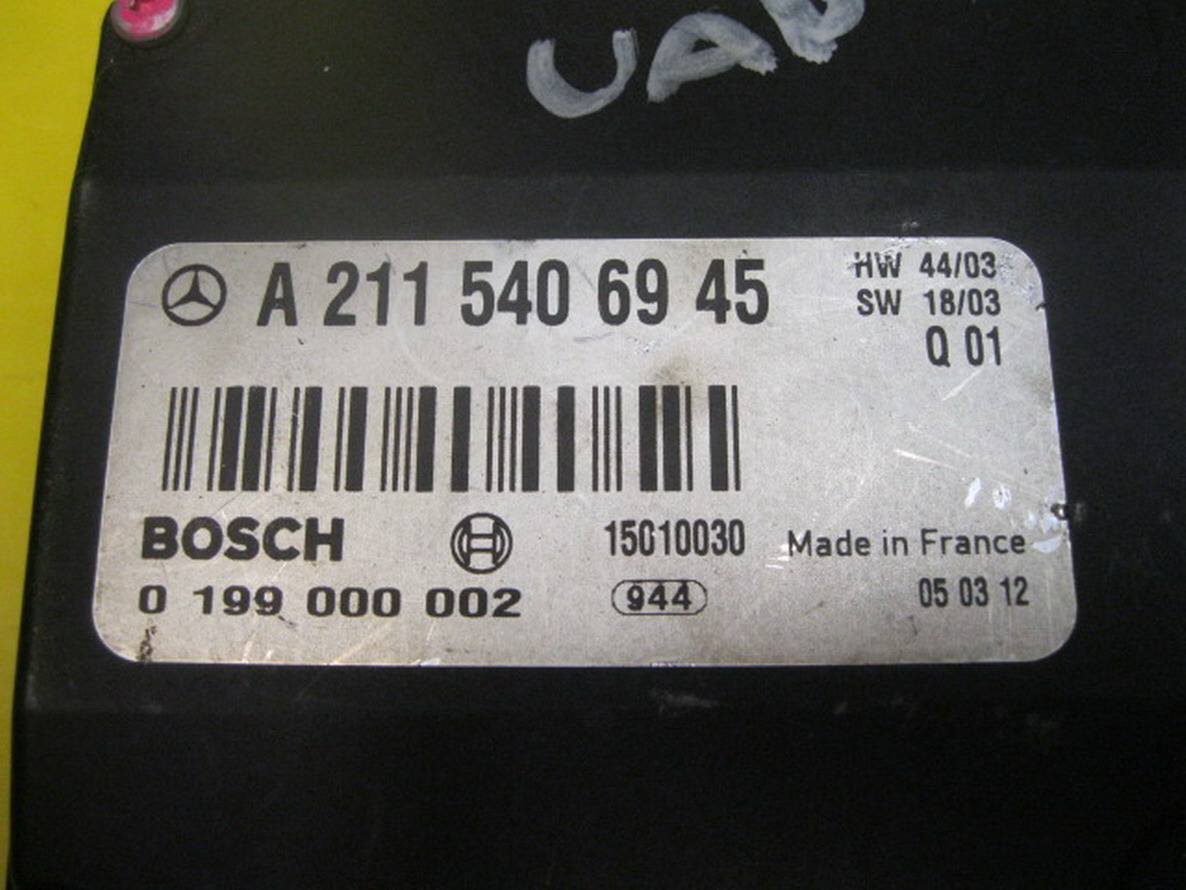 UAB
A 211 540 69 45
HW 44/03
SW 18/03
Q 01
BOSCH
15010030
Made in France
0 199 000 002
944
05 03 12